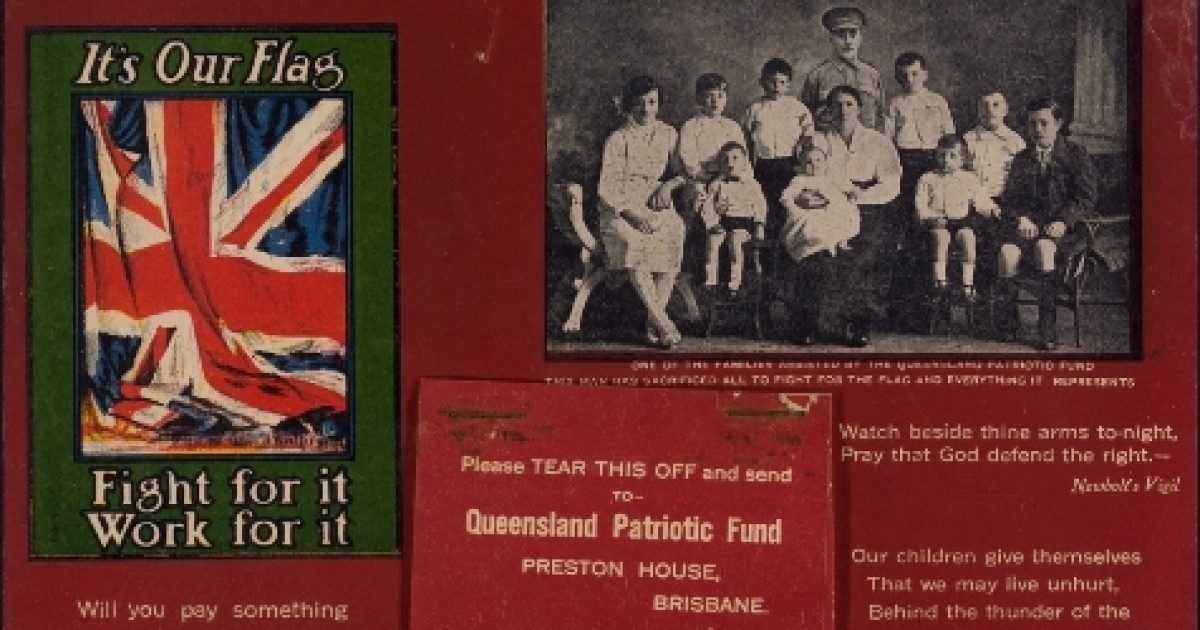 It's Our Flag
Fight for it
Work for it
Will you pay something
ONE OF THE FAMILIES ASSISTED BY THE QUEENSLAND PATRIOTIC FUND
THIS MAN HAS SACRIFICED ALL TO FIGHT FOR THE FLAG AND EVERYTHING IT REPRESENTS
Please TEAR THIS OFF and send
TO—
Queensland Patriotic Fund
PRESTON HOUSE,
BRISBANE.
Watch beside thine arms to-night,
Pray that God defend the right.—
Newbolt's Vigil
Our children give themselves
That we may live unhurt,
Behind the thunder of the